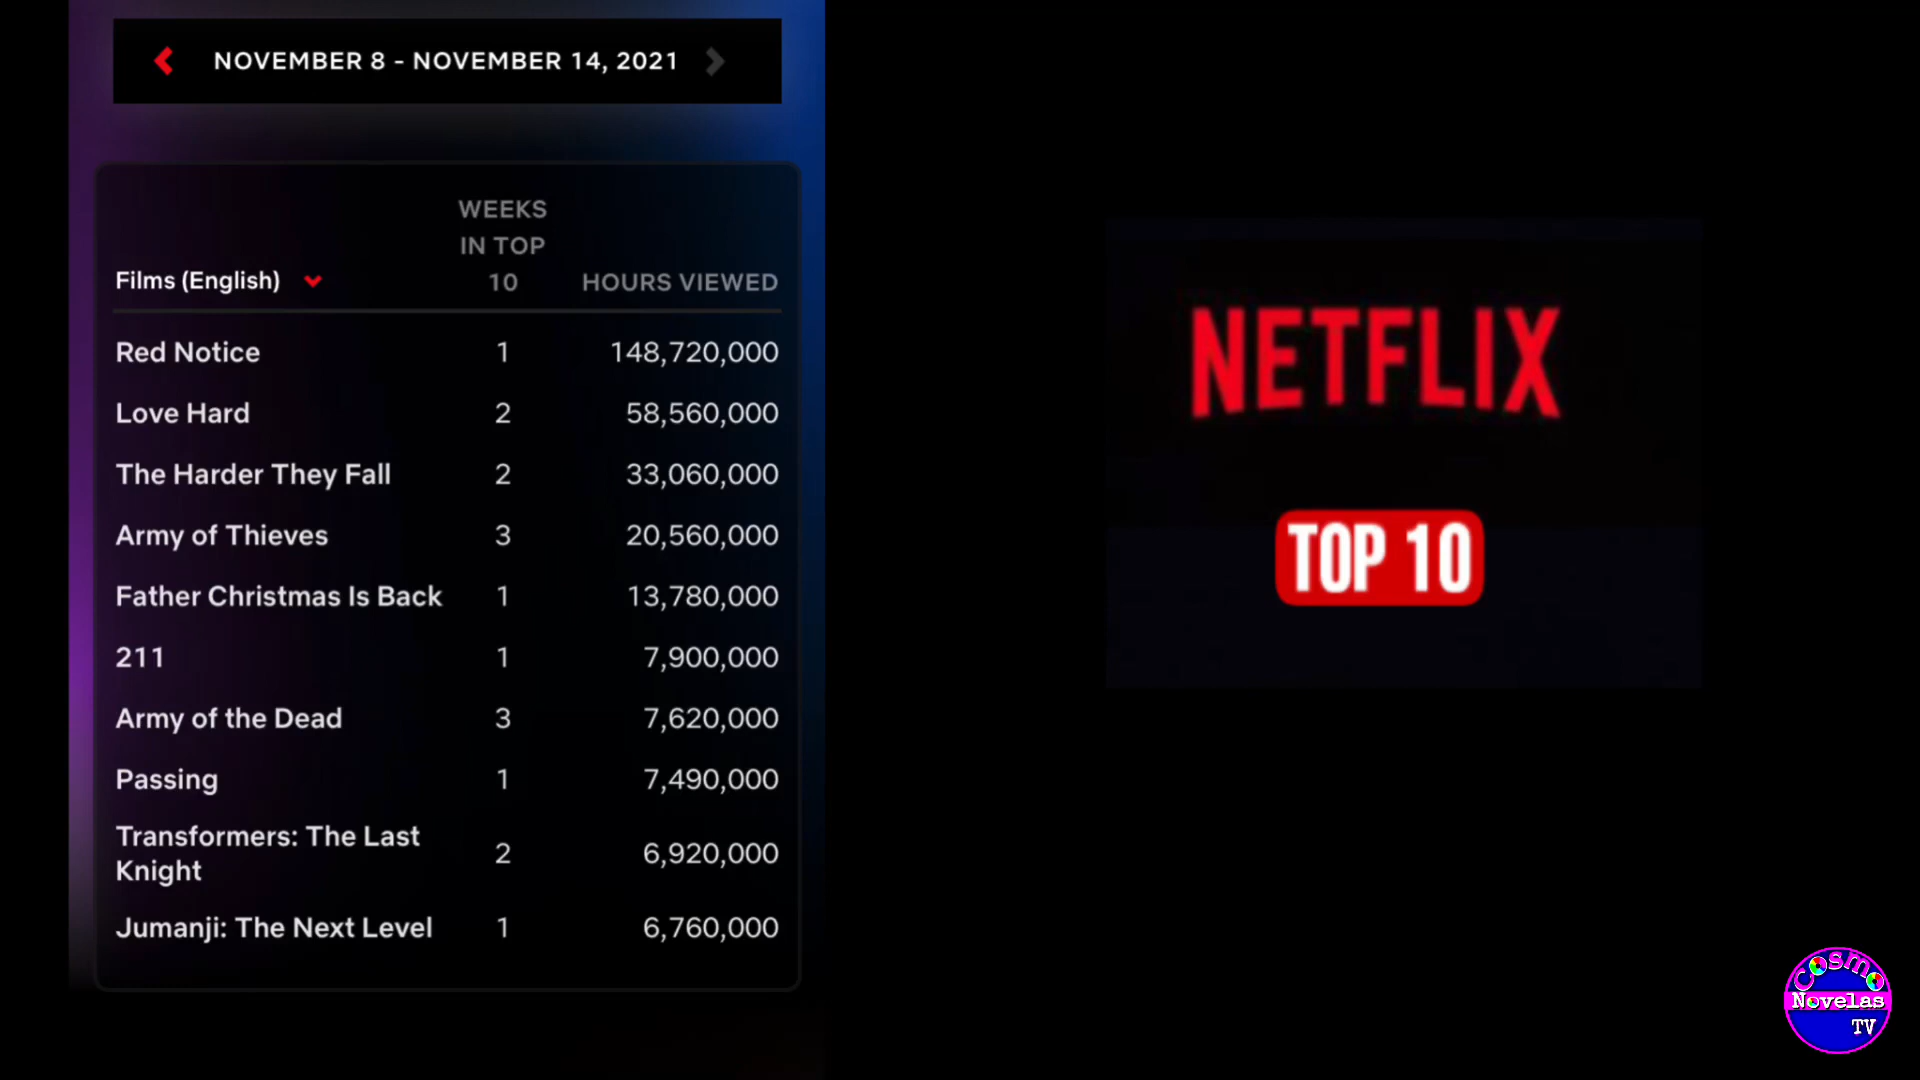 NOVEMBER 8 - NOVEMBER 14, 2021
WEEKS
IN TOP
Films (English) 10 HOURS VIEWED
Red Notice 1 148,720,000
Love Hard 2 58,560,000
The Harder They Fall 2 33,060,000
Army of Thieves 3 20,560,000
Father Christmas Is Back 1 13,780,000
211 1 7,900,000
Army of the Dead 3 7,620,000
Passing 1 7,490,000
Transformers: The Last
Knight 2 6,920,000
Jumanji: The Next Level 1 6,760,000
NETFLIX
TOP 10
Cosmo
Novelas
TV